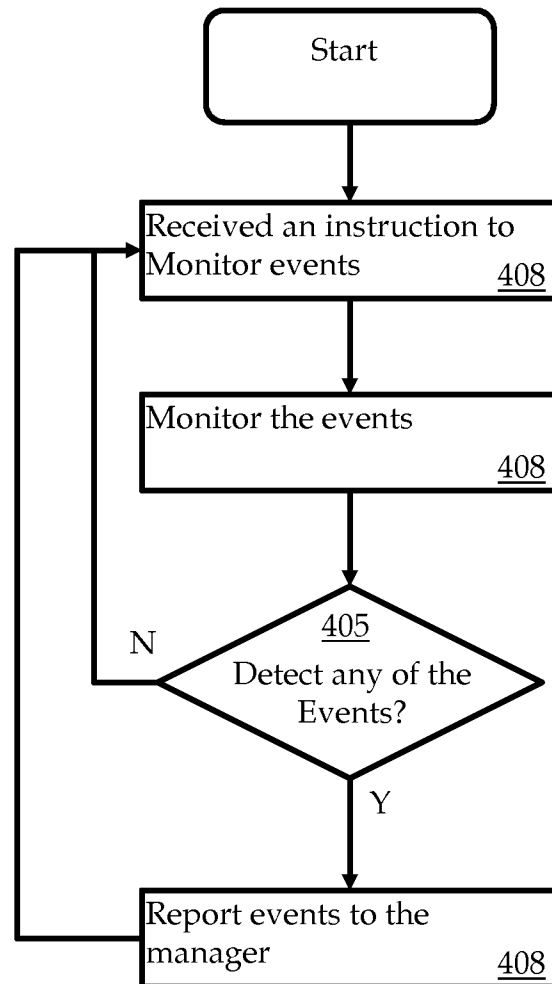 Start
Received an instruction to
Monitor events
408
Monitor the events
408
405
N
Detect any of the
Events?
Y
Report events to the
manager
408